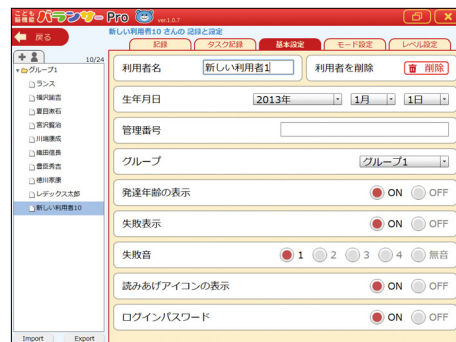 こども脳機能 バランサー Pro ver.1.0.7
戻る
新しい利用者10 さんの 記録と設定
記録 タスク記録 基本設定 モード設定 レベル設定
10/24
グループ1
ランス
福沢諭吉
夏目漱石
宮沢賢治
川端康成
織田信長
豊臣秀吉
徳川家康
レデックス太郎
新しい利用者10
Import Export
利用者名 新しい利用者1 利用者を削除 削除
生年月日 2013年 1月 1日
管理番号
グループ グループ1
発達年齢の表示 ON OFF
失敗表示 ON OFF
失敗音 1 2 3 4 無音
読みあげアイコンの表示 ON OFF
ログインパスワード ON OFF